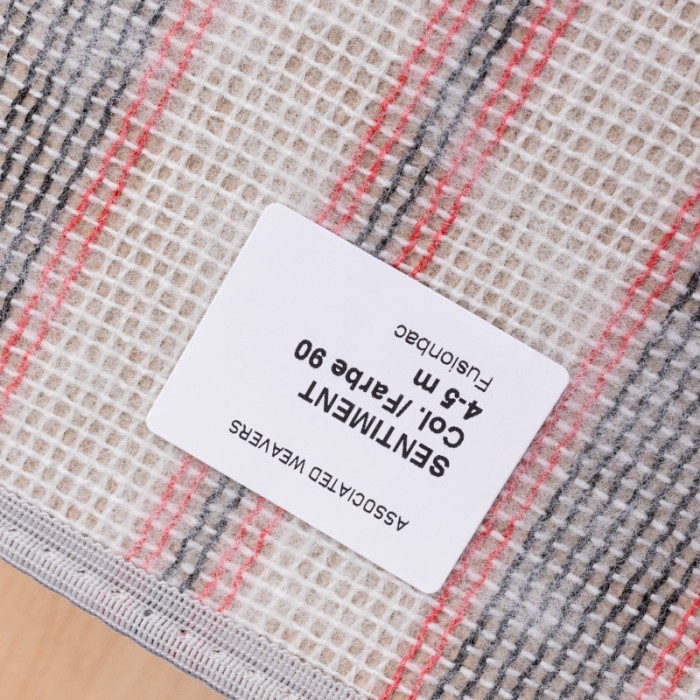 ASSOCIATED WEAVERS
SENTIMENT
Col. /Farbe 90
4-5 m
Fusionbac